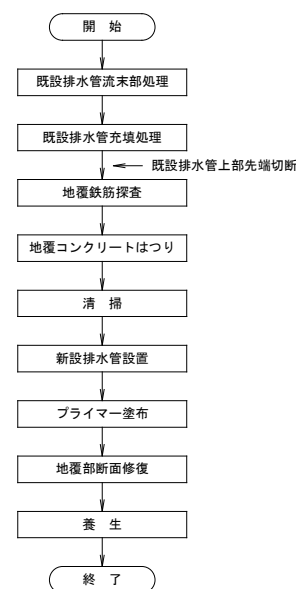 開　始
既設排水管流末部処理
既設排水管充填処理
既設排水管上部先端切断
地覆鉄筋探査
地覆コンクリートはつり
清　掃
新設排水管設置
プライマー塗布
地覆部断面修復
養　生
終　了